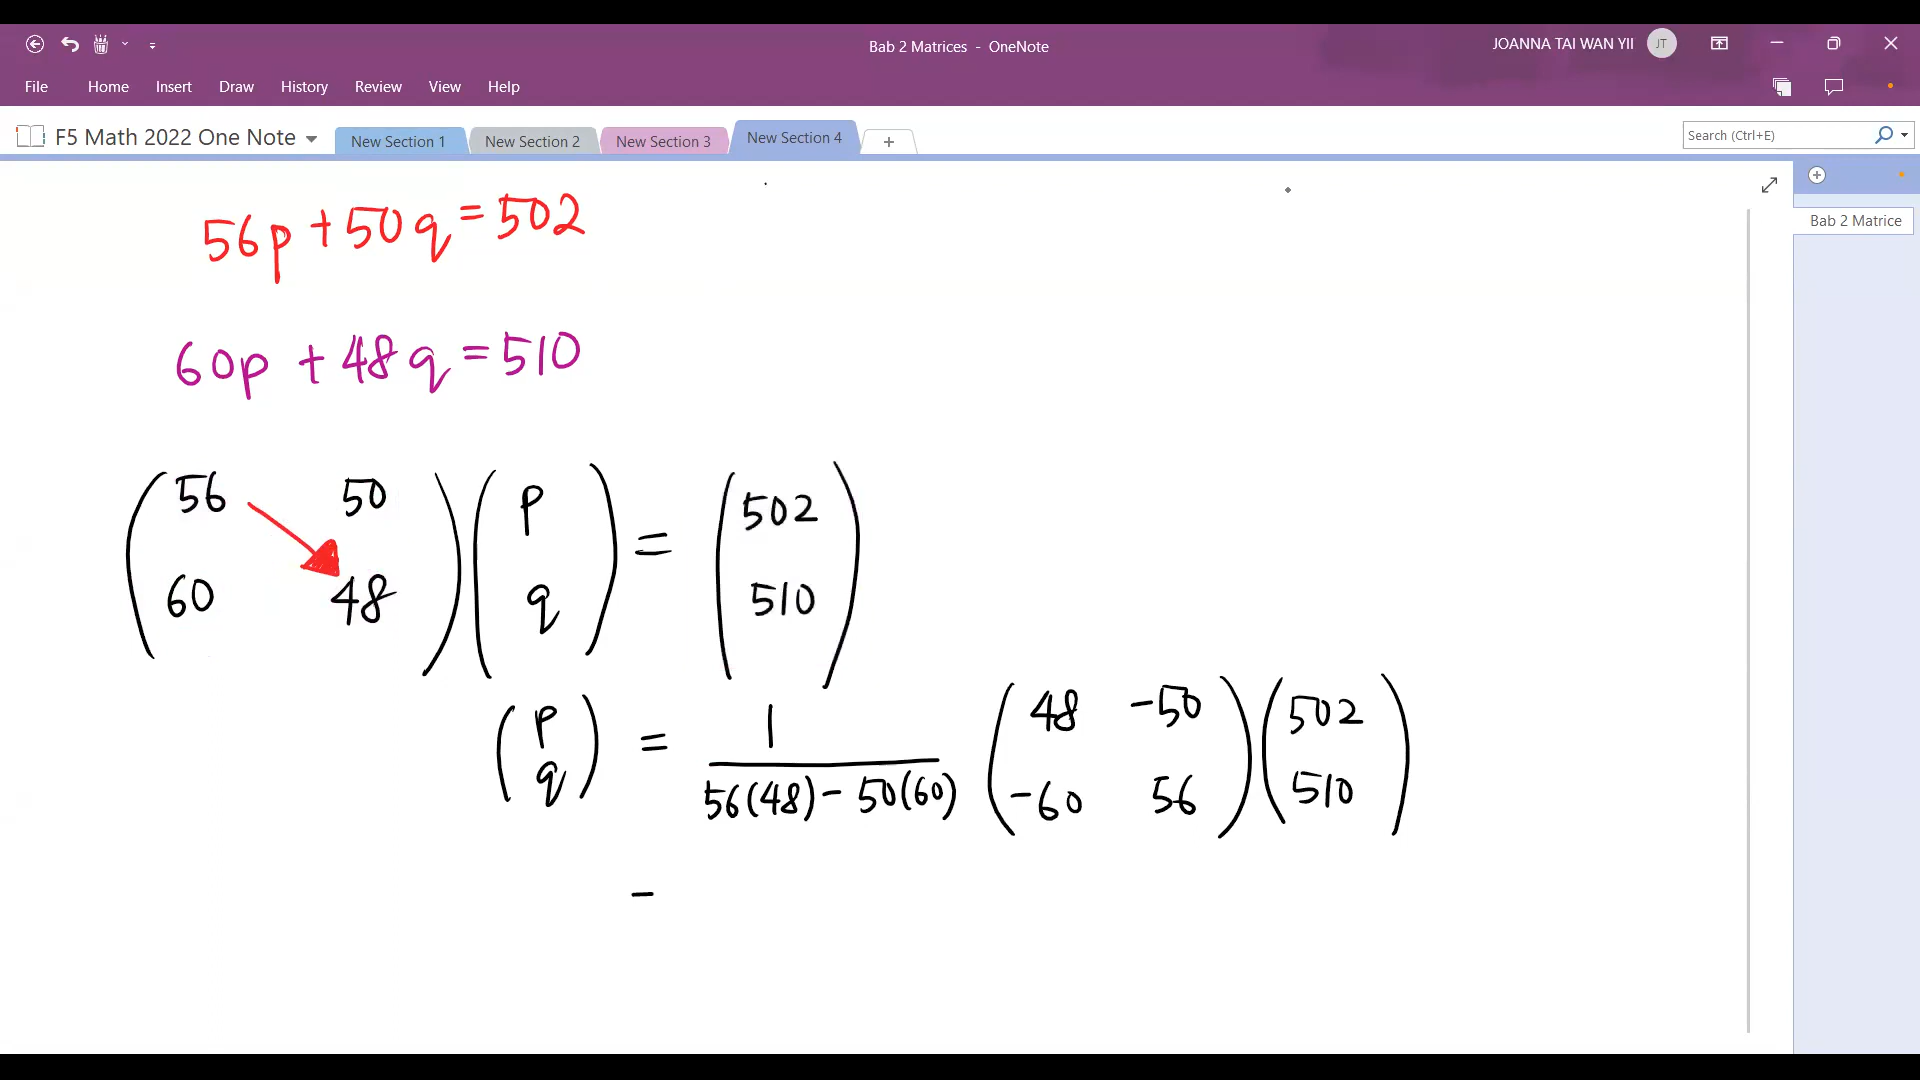 Bab 2 Matrices - OneNote
JOANNA TAI WAN YII JT
File Home Insert Draw History Review View Help
F5 Math 2022 One Note New Section 1 New Section 2 New Section 3 New Section 4 + Search (Ctrl+E)
Bab 2 Matrice
56p + 50q = 502
60p + 48q = 510
(56 50) (p) = (502)
(60 48) (q) (510)
(p) = 1 (48 -50) (502)
(q) 56(48) - 50(60) (-60 56) (510)
-